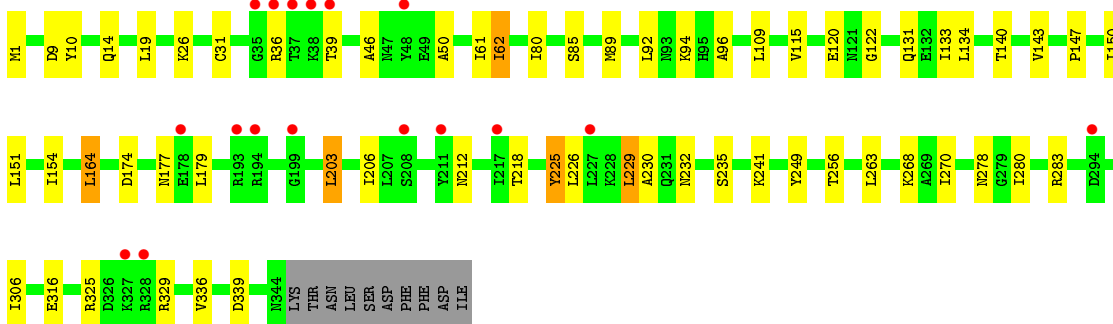 M1 D9 Y10 Q14 L19 K26 C31 G35 R36 T37 K38 T39 A46 N47 Y48 E49 A50 I61 I62 I80 S85 M89 L92 N93 K94 H95 A96 L109 V115 E120 N121 G122 Q131 E132 I133 L134 T140 V143 P147
L151 I154 L164 D174 N177 E178 L179 R193 R194 G199 L203 I206 L207 S208 Y211 N212 I217 T218 Y225 L226 L227 K228 L229 A230 Q231 N232 S235 K241 Y249 T256 L263 K268 A269 I270 N278 G279 I280 R283 D294
I306 E316 R325 D326 K327 R328 R329 V336 D339 N344 LYS THR ASN LEU SER ASP PHE PHE ASP ILE